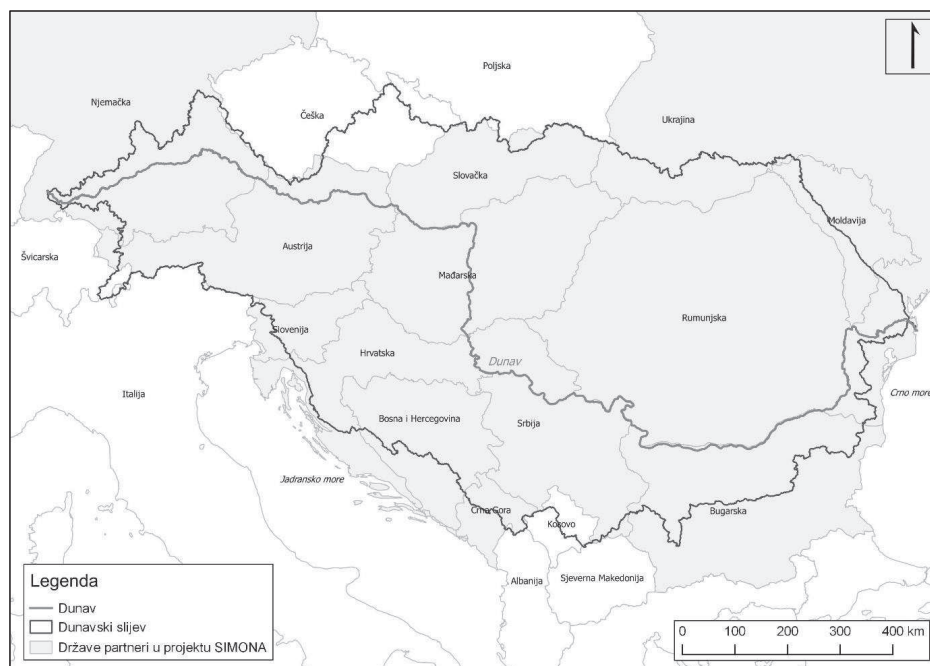 Poljska
Njemačka
Češka
Ukrajina
Slovačka
Moldavija
Švicarska
Austrija
Mađarska
Rumunjska
Slovenija
Hrvatska
Dunav
Italija
Crno more
Bosna i Hercegovina
Srbija
Jadransko more
Crna Gora
Bugarska
Kosovo
Albanija
Sjeverna Makedonija
Legenda
Dunav
Dunavski slijev
Države partneri u projektu SIMONA
0 100 200 300 400 km